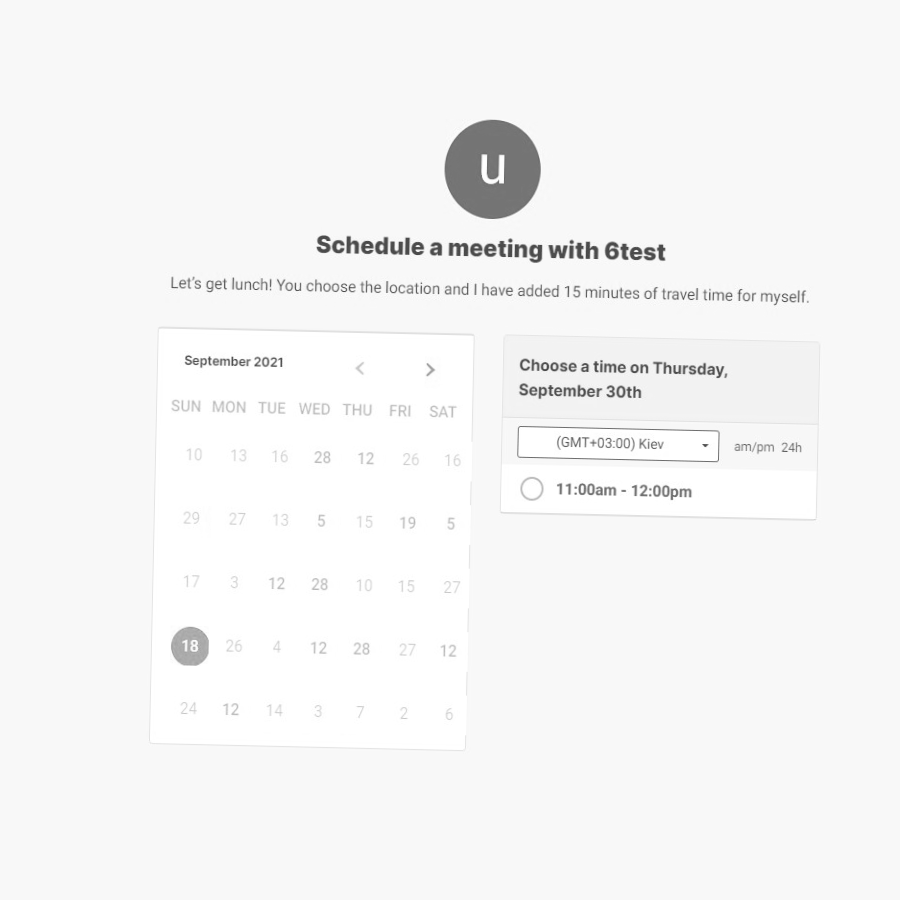 u
Schedule a meeting with 6test
Let's get lunch! You choose the location and I have added 15 minutes of travel time for myself.
September 2021
SUN MON TUE WED THU FRI SAT
10 13 16 28 12 26 16
29 27 13 5 15 19 5
17 3 12 28 10 15 27
18 26 4 12 28 27 12
24 12 14 3 7 2 6
Choose a time on Thursday,
September 30th
(GMT+03:00) Kiev
am/pm 24h
11:00am - 12:00pm